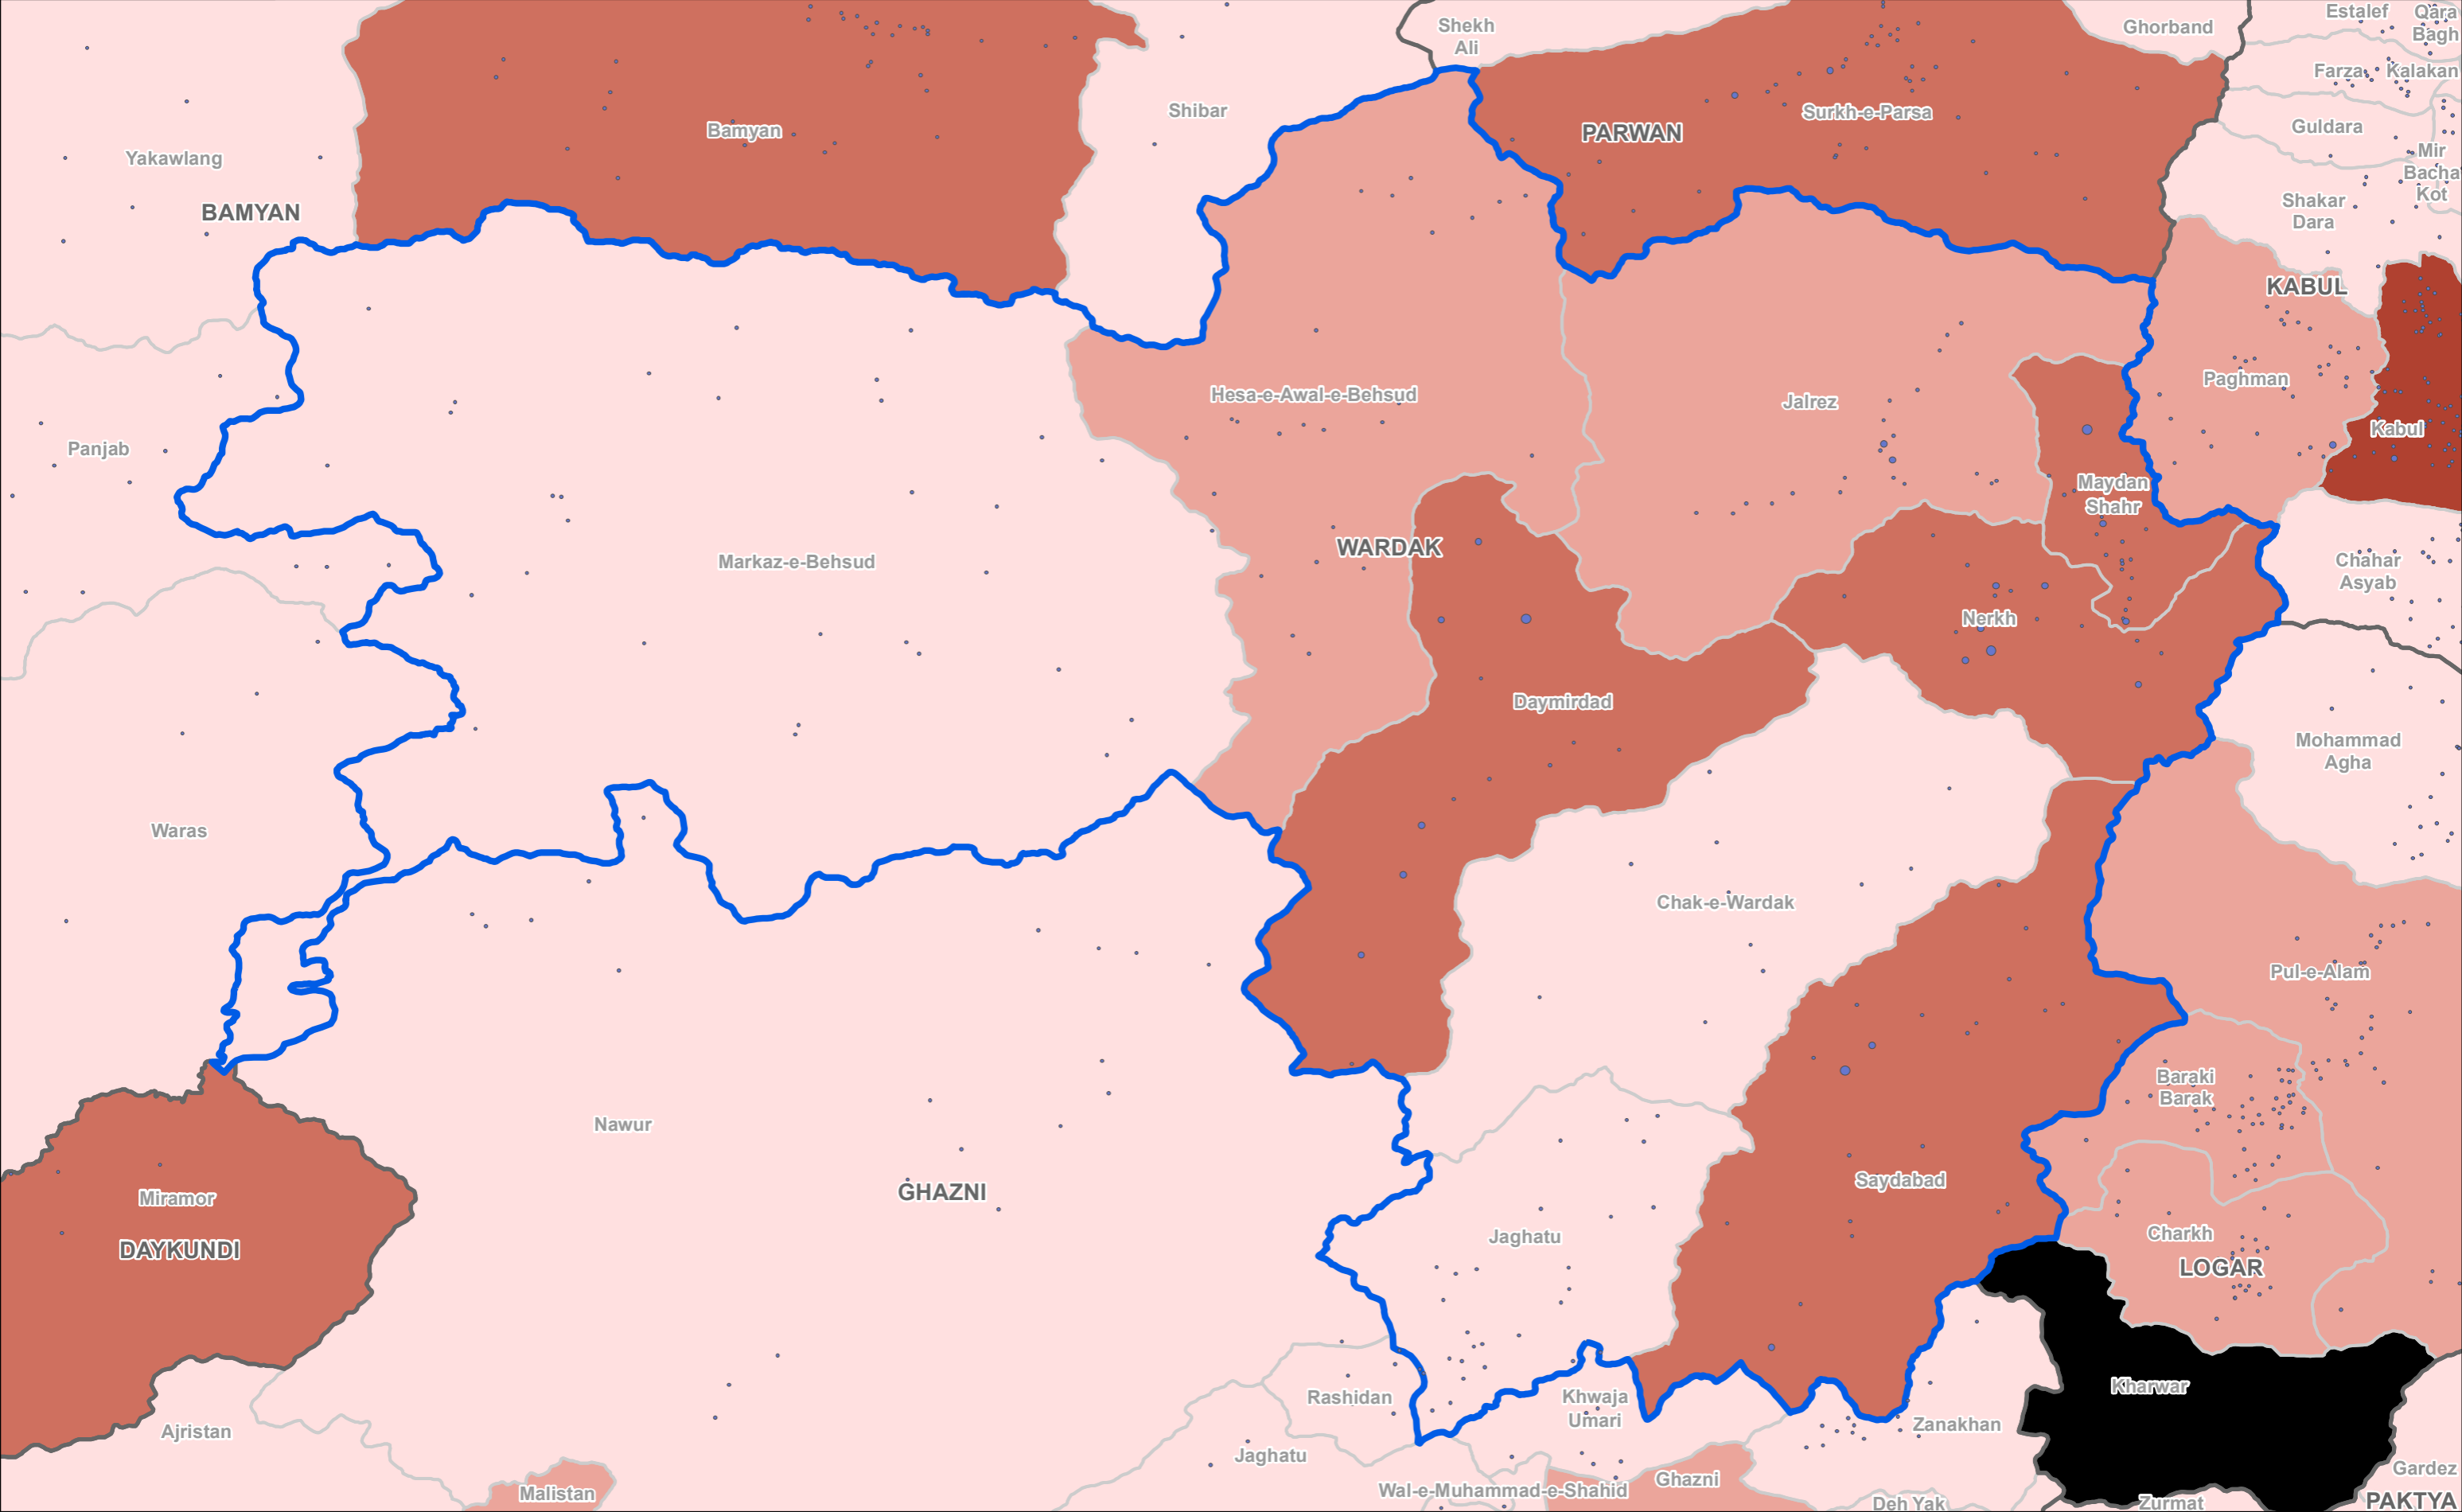 Shekh
Ali
Ghorband
Estalef
Qara
Bagh
Farza
Kalakan
Shibar
Surkh-e-Parsa
PARWAN
Bamyan
Guldara
Yakawlang
Mir
Bacha
Kot
BAMYAN
Shakar
Dara
KABUL
Paghman
Hesa-e-Awal-e-Behsud
Jalrez
Kabul
Panjab
Maydan
Shahr
WARDAK
Markaz-e-Behsud
Chahar
Asyab
Nerkh
Daymirdad
Mohammad
Agha
Waras
Chak-e-Wardak
Pul-e-Alam
Baraki
Barak
Nawur
Saydabad
GHAZNI
Miramor
DAYKUNDI
Jaghatu
Charkh
LOGAR
Kharwar
Rashidan
Khwaja
Umari
Zanakhan
Ajristan
Jaghatu
Gardez
Ghazni
Malistan
Wal-e-Muhammad-e-Shahid
Deh Yak
Zurmat
PAKTYA